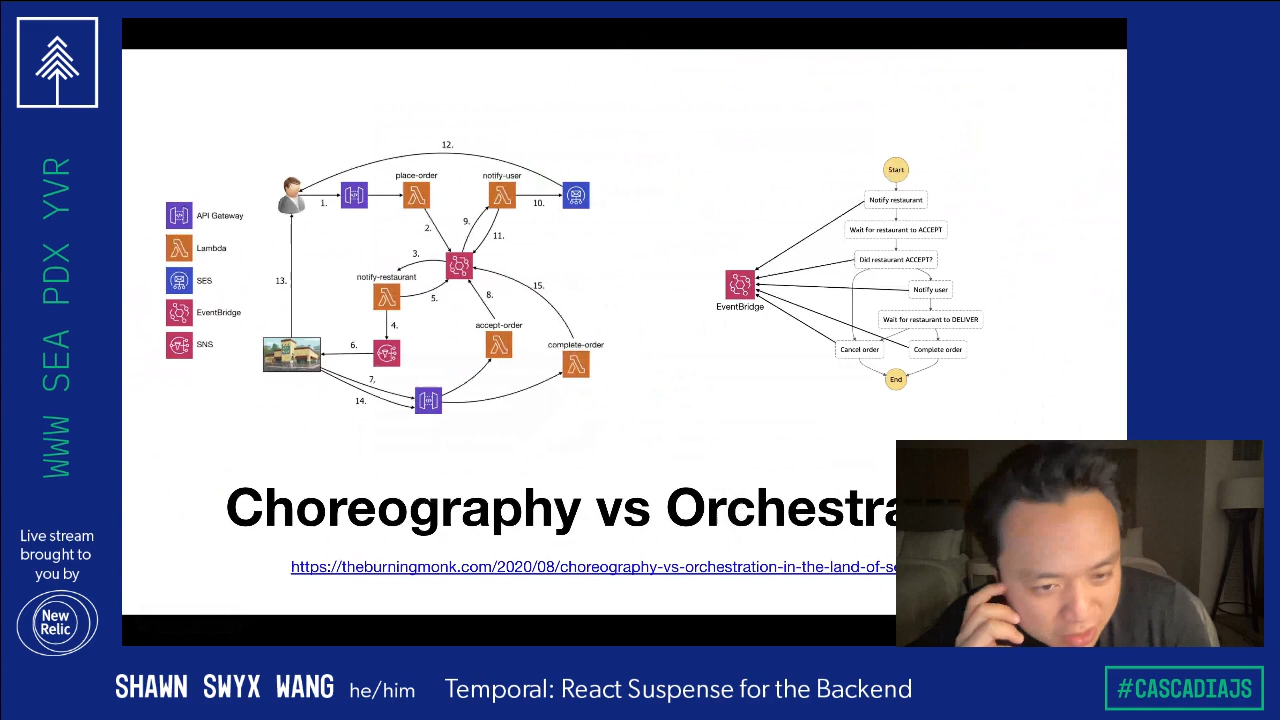 WWW SEA PDX YVR
Live stream
brought to
you by
New
Relic
API Gateway
Lambda
SES
EventBridge
SNS
12.
place-order
notify-user
1.
10.
2.
9.
11.
3.
notify-restaurant
13.
5.
8.
15.
4.
accept-order
6.
complete-order
7.
14.
Start
Notify restaurant
Wait for restaurant to ACCEPT
Did restaurant ACCEPT?
Notify user
EventBridge
Wait for restaurant to DELIVER
Cancel order
Complete order
End
Choreography vs Orchestra
https://theburningmonk.com/2020/08/choreography-vs-orchestration-in-the-land-of-se
SHAWN SWYX WANG he/him
Temporal: React Suspense for the Backend
#CASCADIAJS